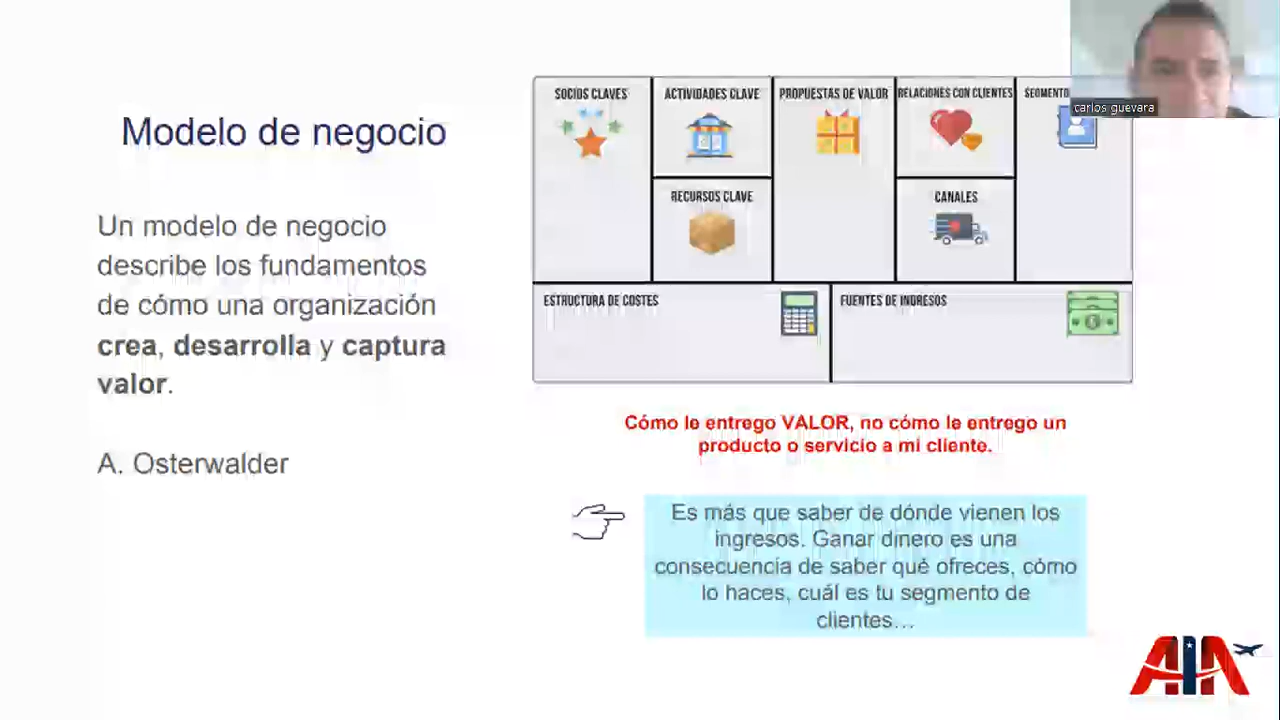 Modelo de negocio
Un modelo de negocio
describe los fundamentos
de cómo una organización
crea, desarrolla y captura
valor.
A. Osterwalder
SOCIOS CLAVES
ACTIVIDADES CLAVE
PROPUESTAS DE VALOR
RELACIONES CON CLIENTES
SEGMENTO
carlos guevara
RECURSOS CLAVE
CANALES
ESTRUCTURA DE COSTES
FUENTES DE INGRESOS
Cómo le entrego VALOR, no cómo le entrego un
producto o servicio a mi cliente.
Es más que saber de dónde vienen los
ingresos. Ganar dinero es una
consecuencia de saber qué ofreces, cómo
lo haces, cuál es tu segmento de
clientes...
AIA